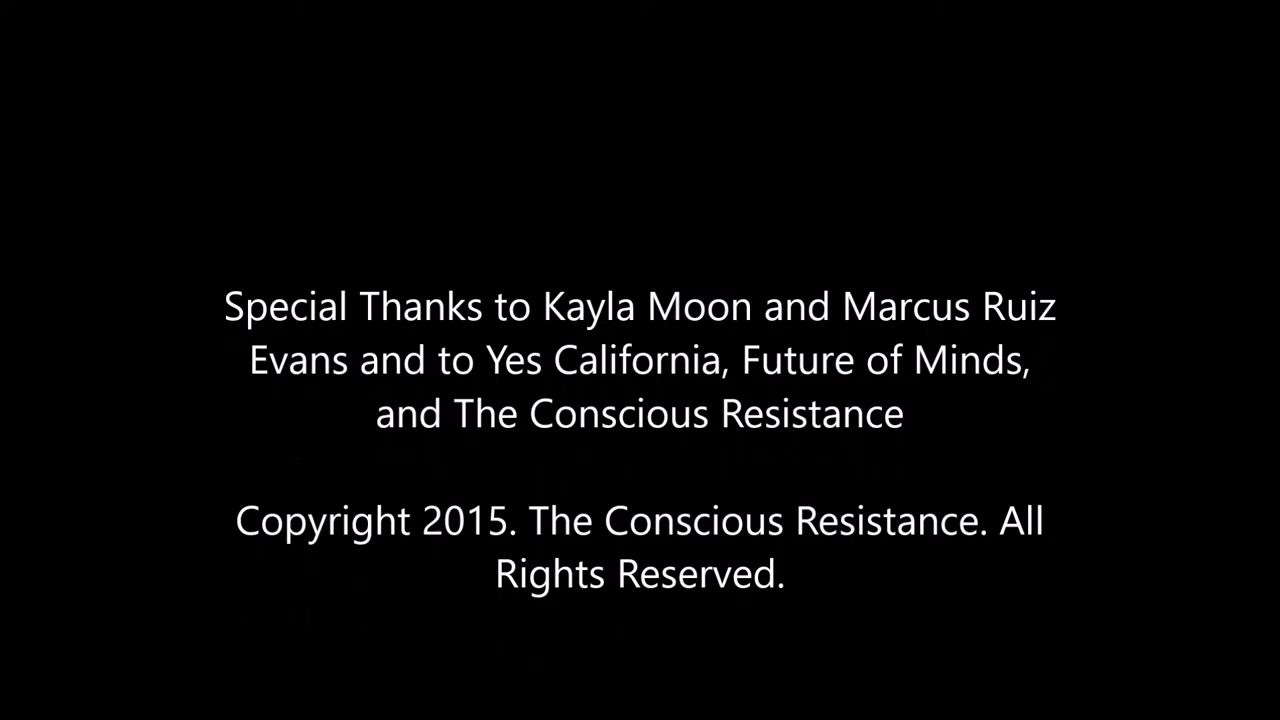 Special Thanks to Kayla Moon and Marcus Ruiz
Evans and to Yes California, Future of Minds,
and The Conscious Resistance
Copyright 2015. The Conscious Resistance. All
Rights Reserved.